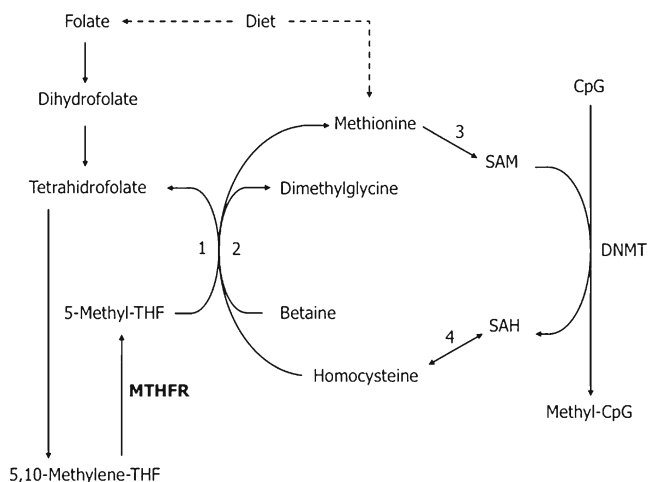 Folate
Diet
Dihydrofolate
CpG
Methionine
3
SAM
Tetrahidrofolate
Dimethylglycine
1
2
DNMT
5-Methyl-THF
Betaine
SAH
4
Homocysteine
MTHFR
Methyl-CpG
5,10-Methylene-THF